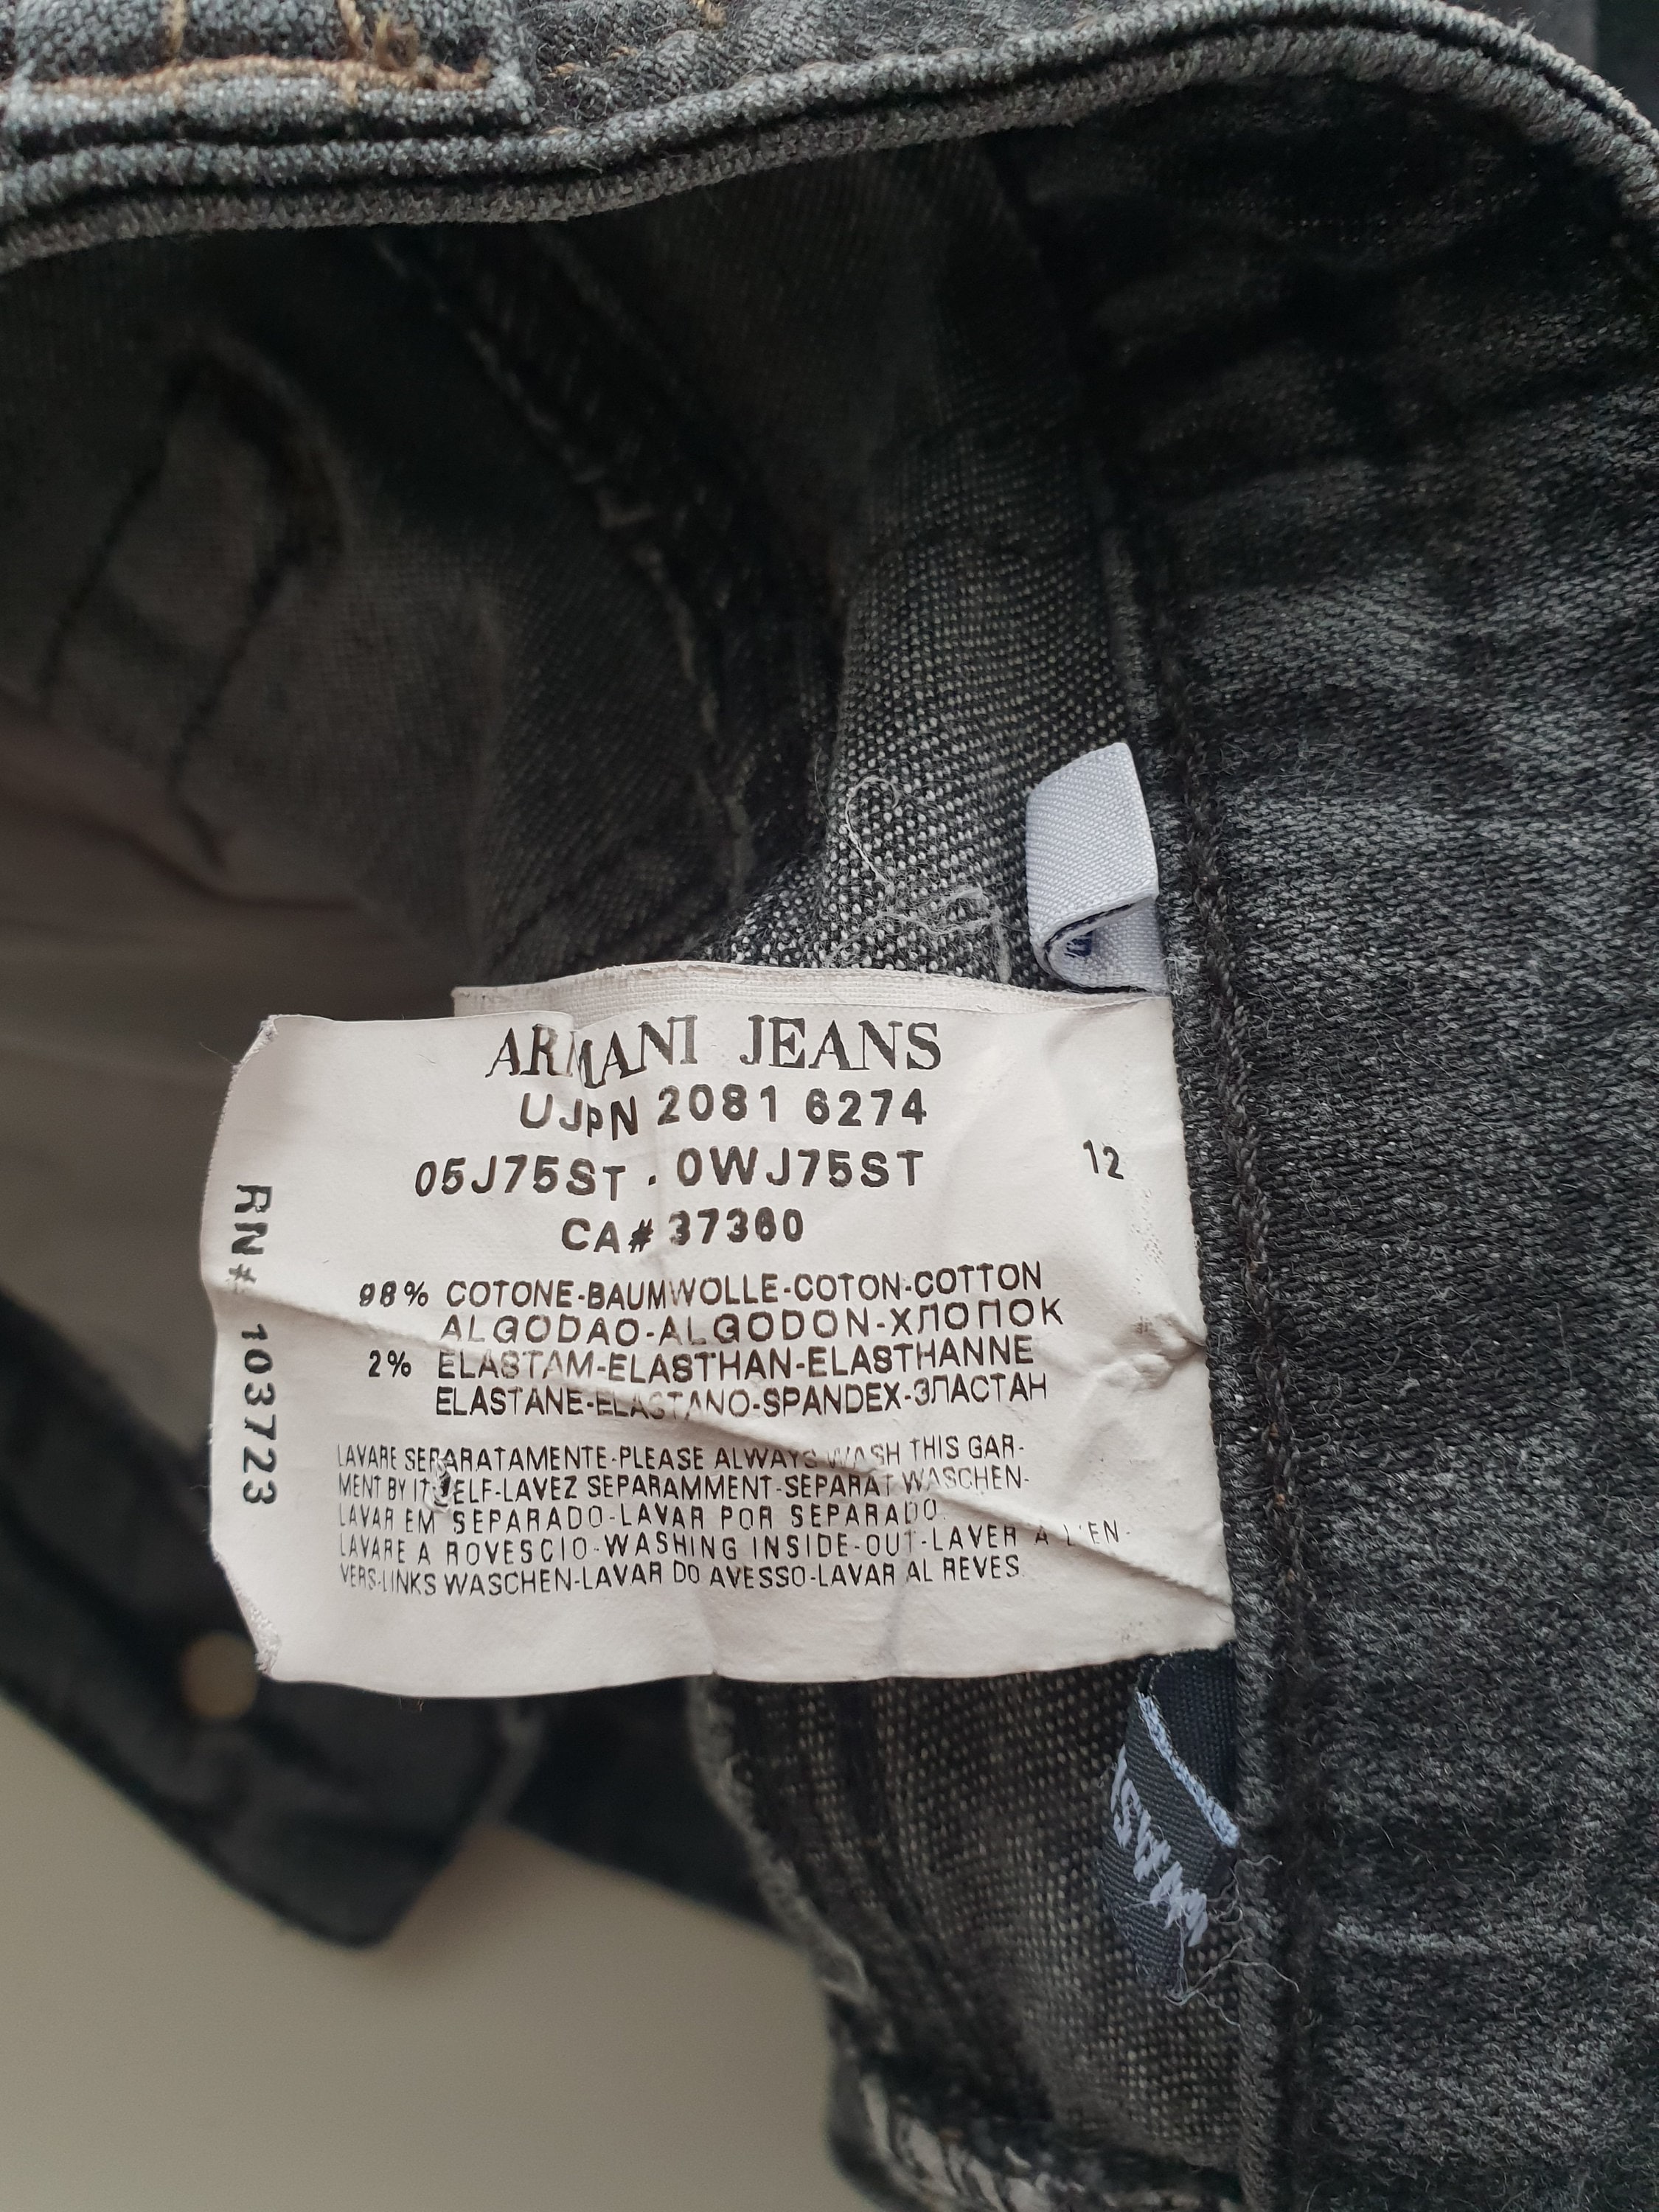 ARMANI JEANS
UJPN 2081 6274
05J75ST . 0WJ75ST
12
CA# 37360
98% COTONE-BAUMWOLLE-COTON-COTTON
ALGODAO-ALGODON-ХЛОПОК
2% ELASTAM-ELASTHAN-ELASTHANNE
ELASTANE-ELASTANO-SPANDEX-ЗЛАСТАН
LAVARE SEPARATAMENTE-PLEASE ALWAYS WASH THIS GAR-
MENT BY ITSELF-LAVEZ SEPARAMMENT-SEPARAT WASCHEN-
LAVAR EM SEPARADO-LAVAR POR SEPARADO.
LAVARE A ROVESCIO-WASHING INSIDE-OUT-LAVER A L'EN-
VERS-LINKS WASCHEN-LAVAR DO AVESSO-LAVAR AL REVES
RN# 103723